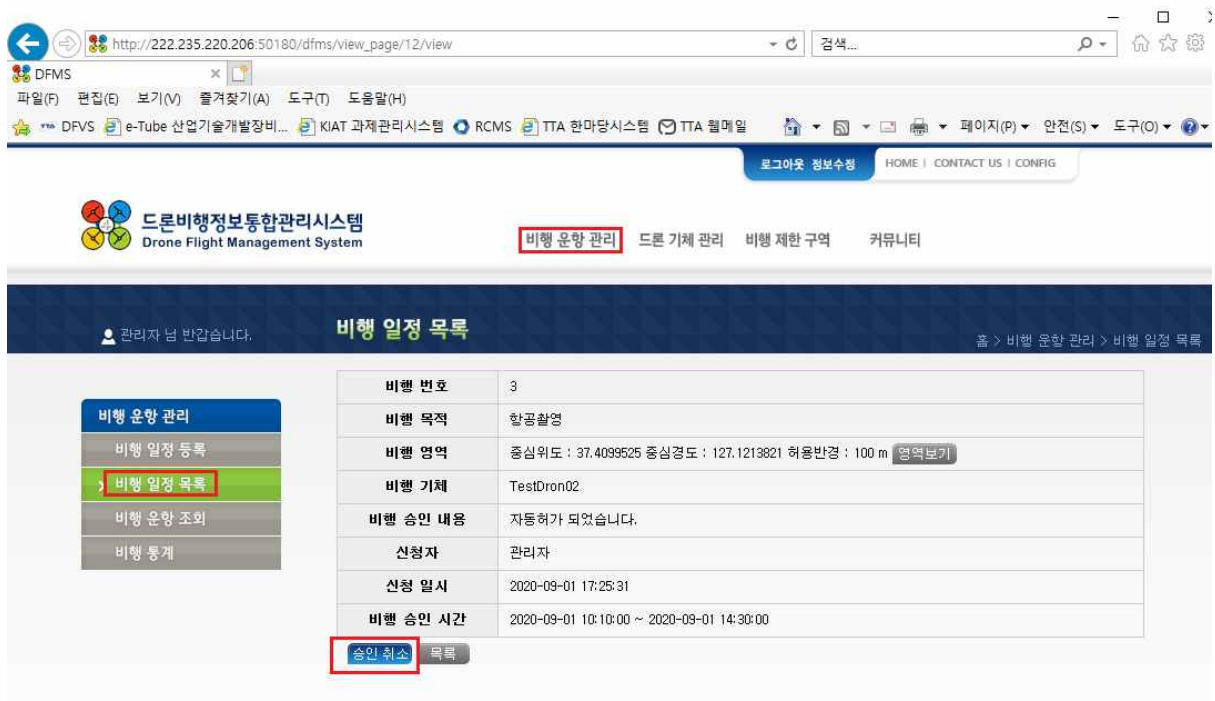 http://222.235.220.206:50180/dfms/view_page/12/view
검색...
DFMS
파일(F) 편집(E) 보기(V) 즐겨찾기(A) 도구(T) 도움말(H)
DFVS e-Tube 산업기술개발장비... KIAT 과제관리시스템 RCMS TTA 한마당시스템 TTA 웹메일 페이지(P) 안전(S) 도구(O)
로그아웃 정보수정 HOME | CONTACT US | CONFIG
드론비행정보통합관리시스템
Drone Flight Management System
비행 운항 관리 드론 기체 관리 비행 제한 구역 커뮤니티
관리자 님 반갑습니다.
비행 일정 목록
홈 > 비행 운항 관리 > 비행 일정 목록
비행 운항 관리
비행 일정 등록
비행 일정 목록
비행 운항 조회
비행 통계
비행 번호 3
비행 목적 항공촬영
비행 영역 중심위도 : 37.4099525 중심경도 : 127.1213821 허용반경 : 100 m 영역보기
비행 기체 TestDron02
비행 승인 내용 자동허가 되었습니다.
신청자 관리자
신청 일시 2020-09-01 17:25:31
비행 승인 시간 2020-09-01 10:10:00 ~ 2020-09-01 14:30:00
승인 취소 목록